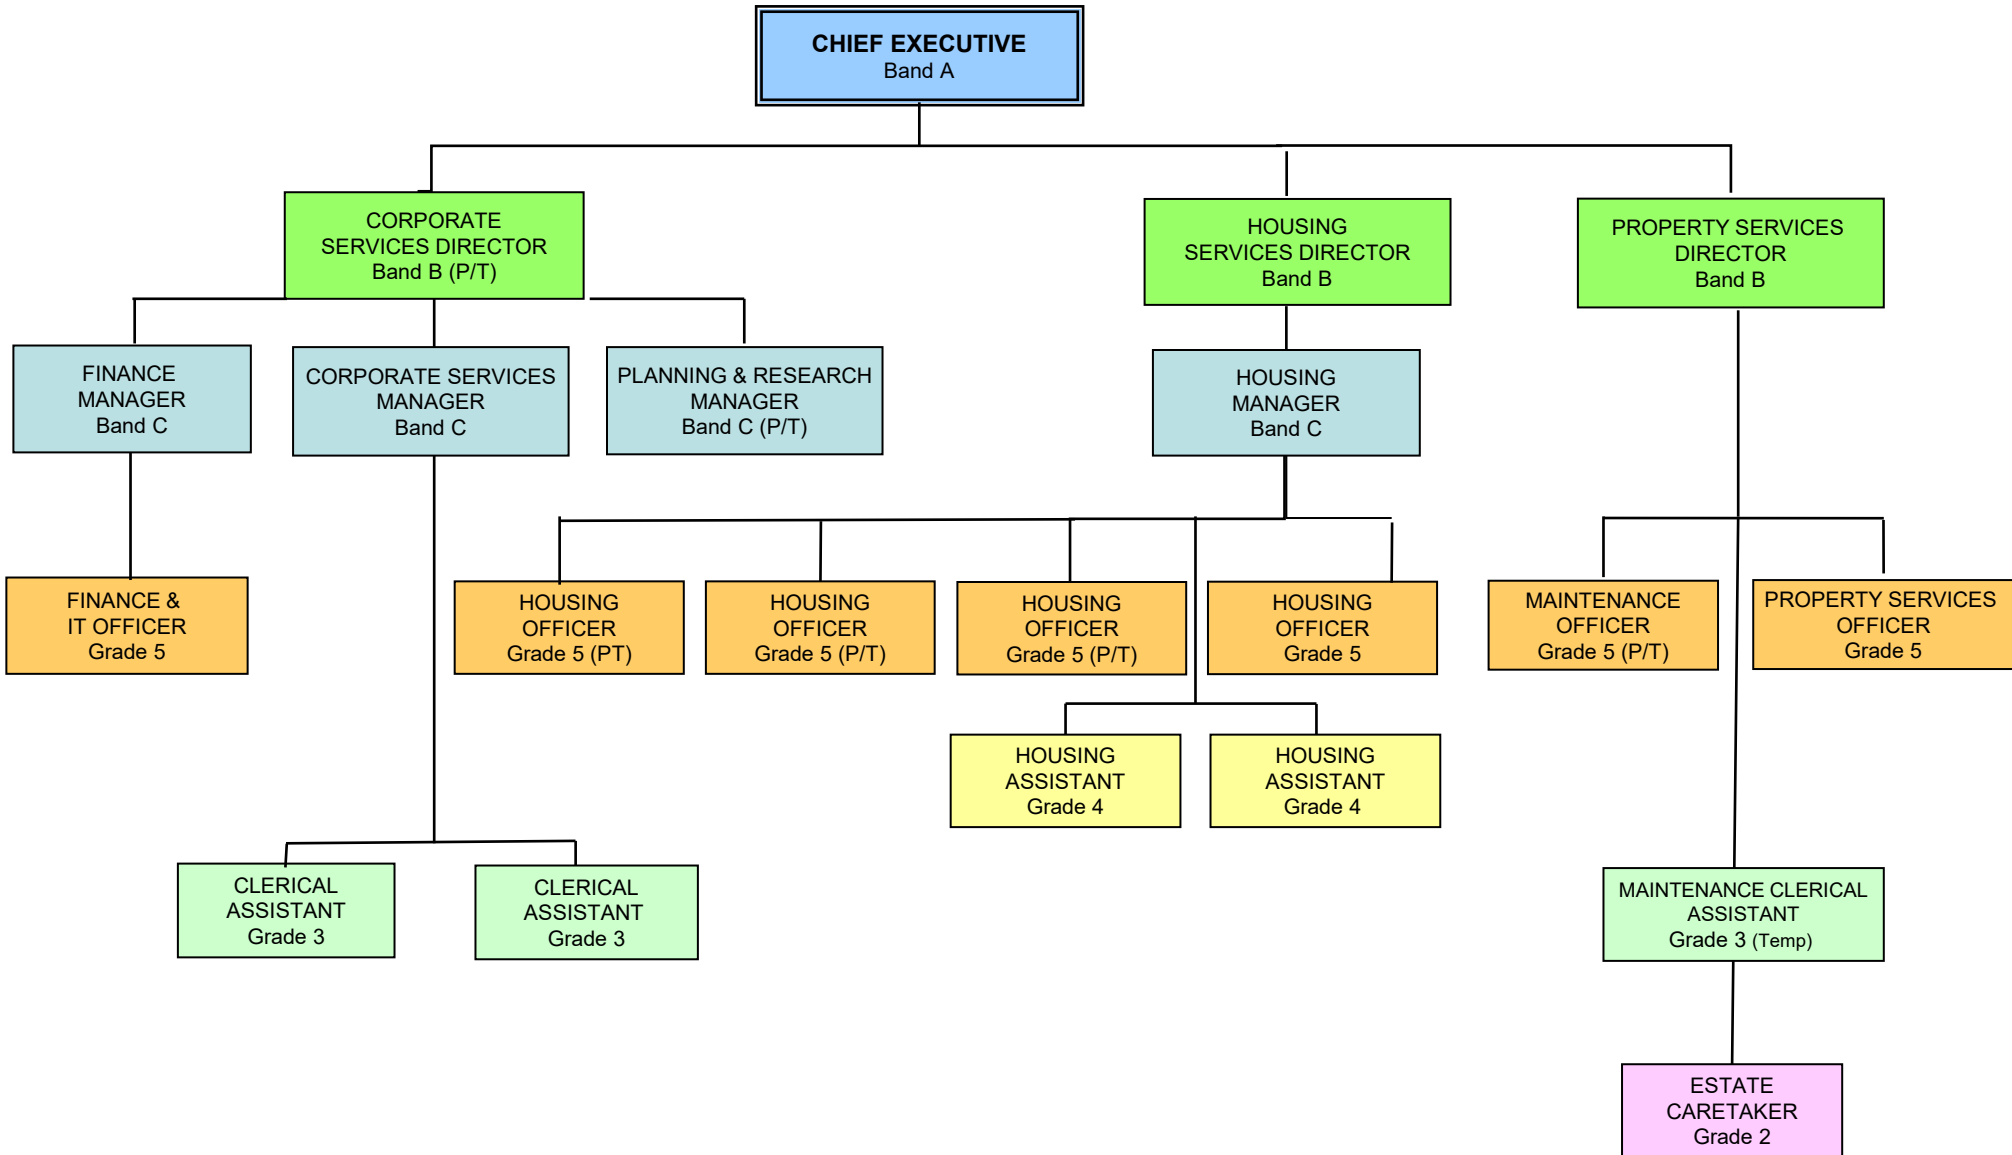 CHIEF EXECUTIVE
Band A
CORPORATE
SERVICES DIRECTOR
Band B (P/T)
HOUSING
SERVICES DIRECTOR
Band B
PROPERTY SERVICES
DIRECTOR
Band B
FINANCE
MANAGER
Band C
CORPORATE SERVICES
MANAGER
Band C
PLANNING & RESEARCH
MANAGER
Band C (P/T)
HOUSING
MANAGER
Band C
FINANCE &
IT OFFICER
Grade 5
HOUSING
OFFICER
Grade 5 (PT)
HOUSING
OFFICER
Grade 5 (P/T)
HOUSING
OFFICER
Grade 5 (P/T)
HOUSING
OFFICER
Grade 5
MAINTENANCE
OFFICER
Grade 5 (P/T)
PROPERTY SERVICES
OFFICER
Grade 5
HOUSING
ASSISTANT
Grade 4
HOUSING
ASSISTANT
Grade 4
CLERICAL
ASSISTANT
Grade 3
CLERICAL
ASSISTANT
Grade 3
MAINTENANCE CLERICAL
ASSISTANT
Grade 3 (Temp)
ESTATE
CARETAKER
Grade 2